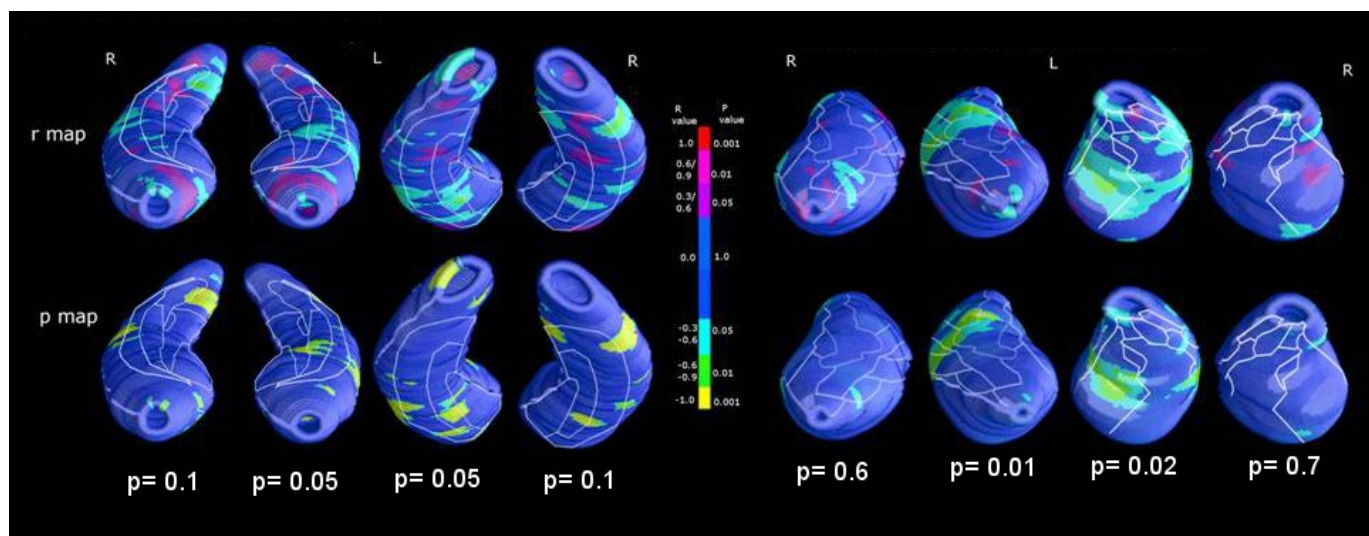 R L R R L R
r map
R value P value
1.0 0.001
0.6/ 0.9 0.01
0.3/ 0.6 0.05
0.0 1.0
-0.3 -0.6 0.05
-0.6 -0.9 0.01
-1.0 0.001
p map
p= 0.1 p= 0.05 p= 0.05 p= 0.1 p= 0.6 p= 0.01 p= 0.02 p= 0.7